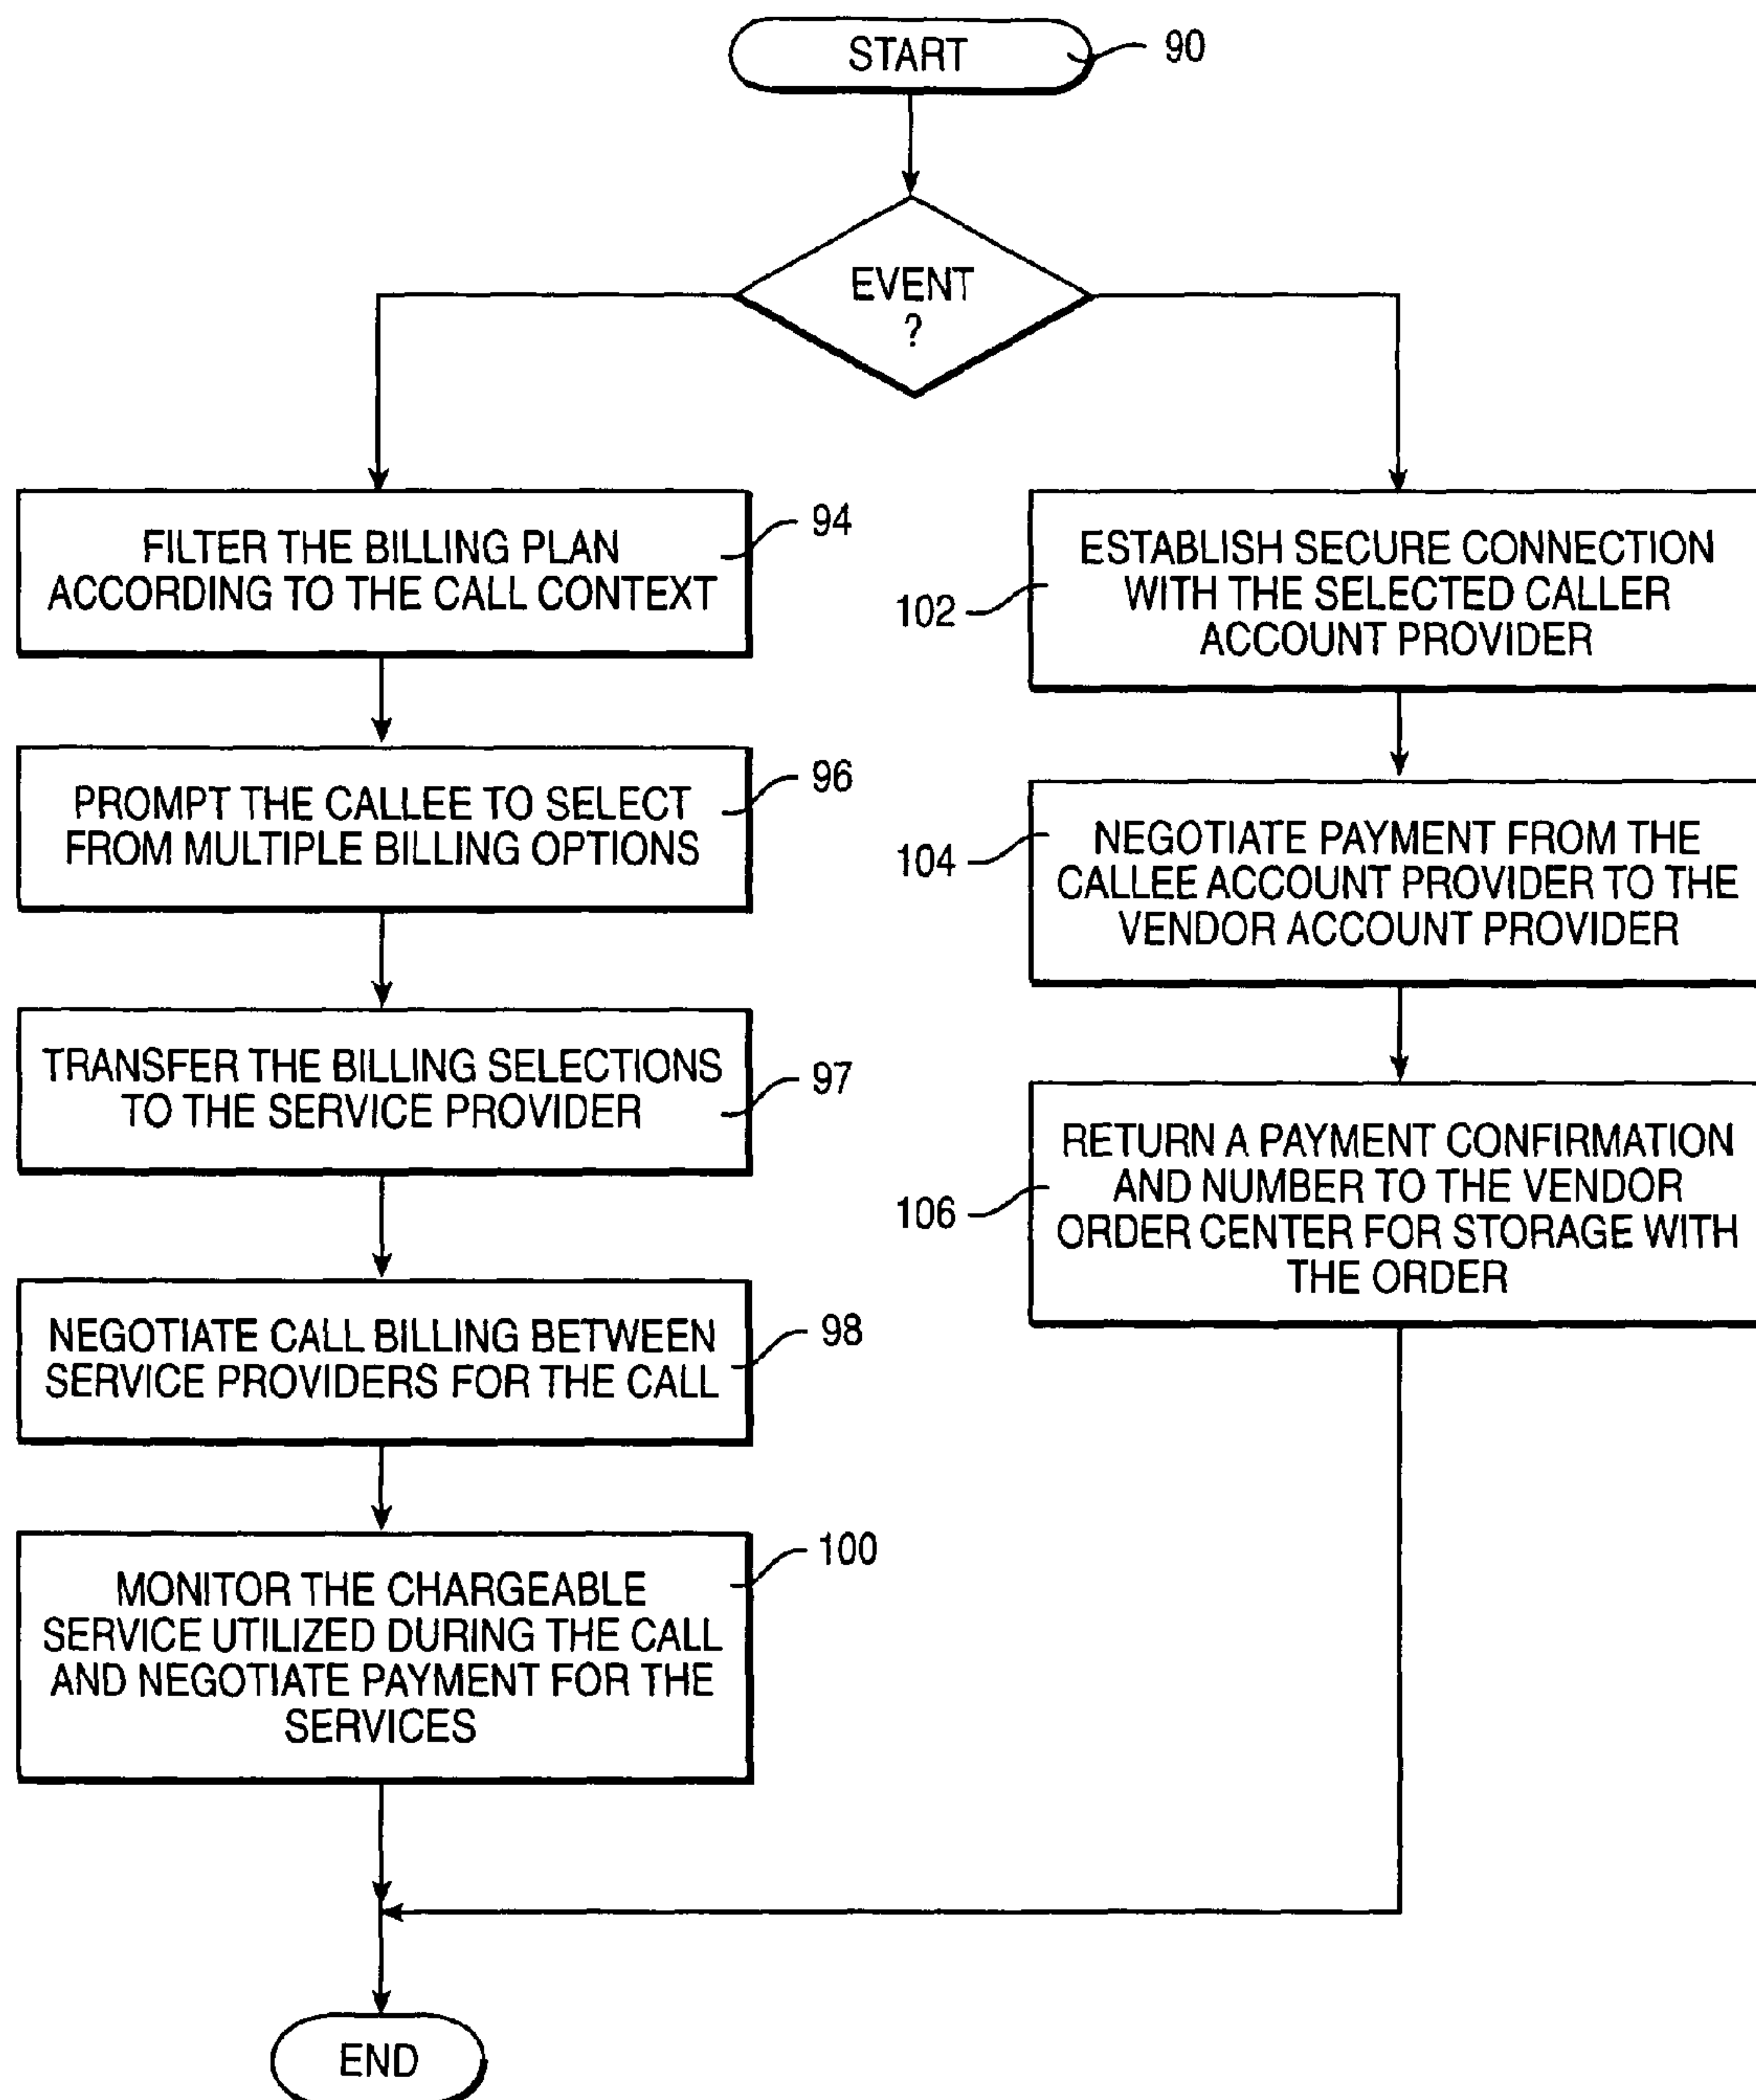 START
90
EVENT
?
FILTER THE BILLING PLAN
ACCORDING TO THE CALL CONTEXT
94
PROMPT THE CALLEE TO SELECT
FROM MULTIPLE BILLING OPTIONS
96
TRANSFER THE BILLING SELECTIONS
TO THE SERVICE PROVIDER
97
NEGOTIATE CALL BILLING BETWEEN
SERVICE PROVIDERS FOR THE CALL
98
MONITOR THE CHARGEABLE
SERVICE UTILIZED DURING THE CALL
AND NEGOTIATE PAYMENT FOR THE
SERVICES
100
ESTABLISH SECURE CONNECTION
WITH THE SELECTED CALLER
ACCOUNT PROVIDER
102
NEGOTIATE PAYMENT FROM THE
CALLEE ACCOUNT PROVIDER TO THE
VENDOR ACCOUNT PROVIDER
104
RETURN A PAYMENT CONFIRMATION
AND NUMBER TO THE VENDOR
ORDER CENTER FOR STORAGE WITH
THE ORDER
106
END